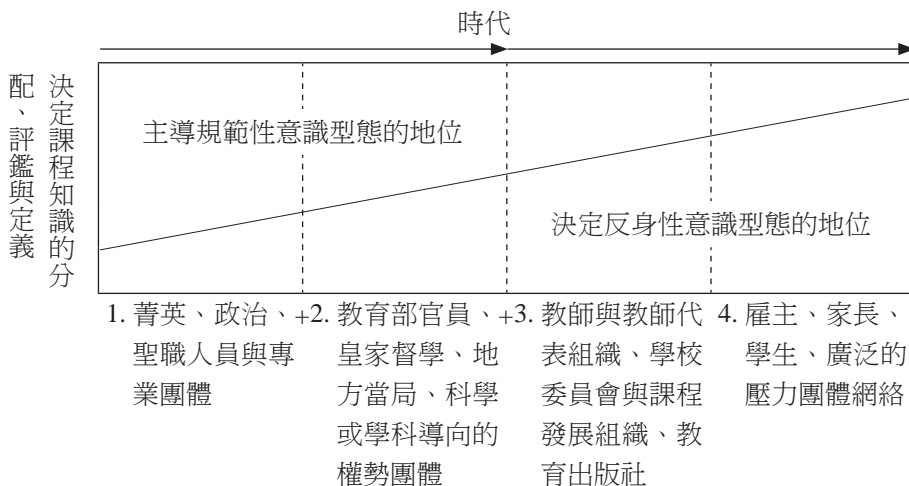 時代
決定課程知識的分
配、評鑑與定義
主導規範性意識型態的地位
決定反身性意識型態的地位
1. 菁英、政治、
聖職人員與專
業團體
+2. 教育部官員、
皇家督學、地
方當局、科學
或學科導向的
權勢團體
+3. 教師與教師代
表組織、學校
委員會與課程
發展組織、教
育出版社
4. 雇主、家長、
學生、廣泛的
壓力團體網絡